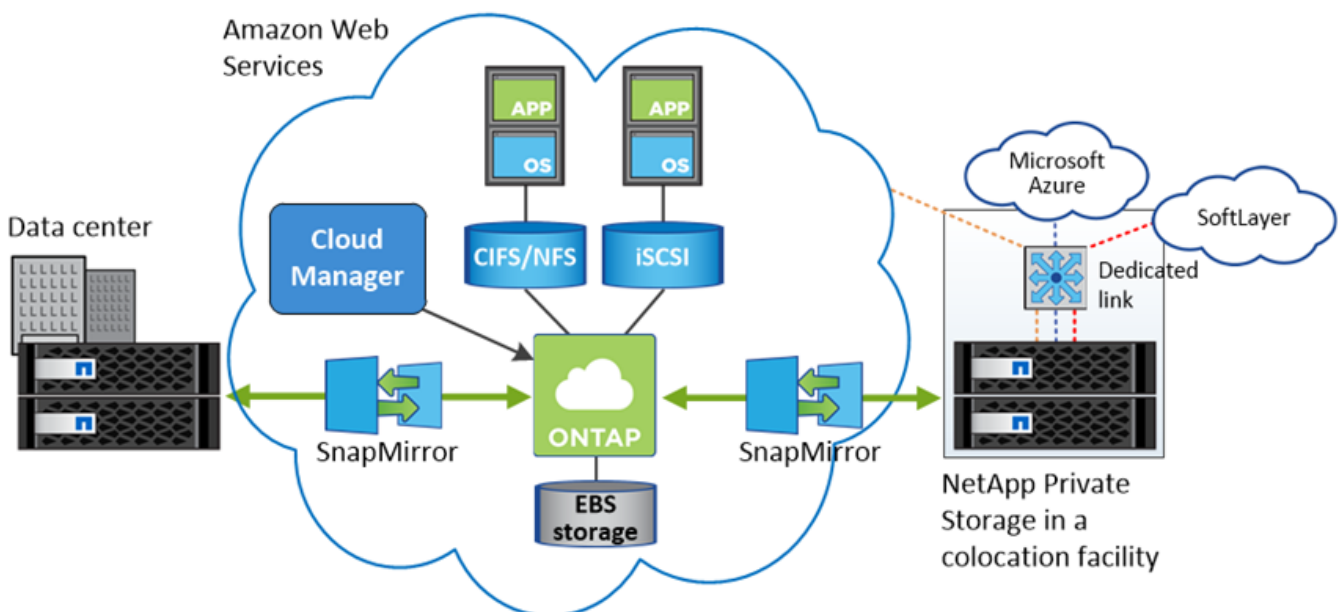 Amazon Web
Services
APP
OS
APP
OS
Microsoft
Azure
SoftLayer
Data center
Cloud
Manager
CIFS/NFS
iSCSI
Dedicated
link
SnapMirror
ONTAP
SnapMirror
EBS
storage
NetApp Private
Storage in a
colocation facility